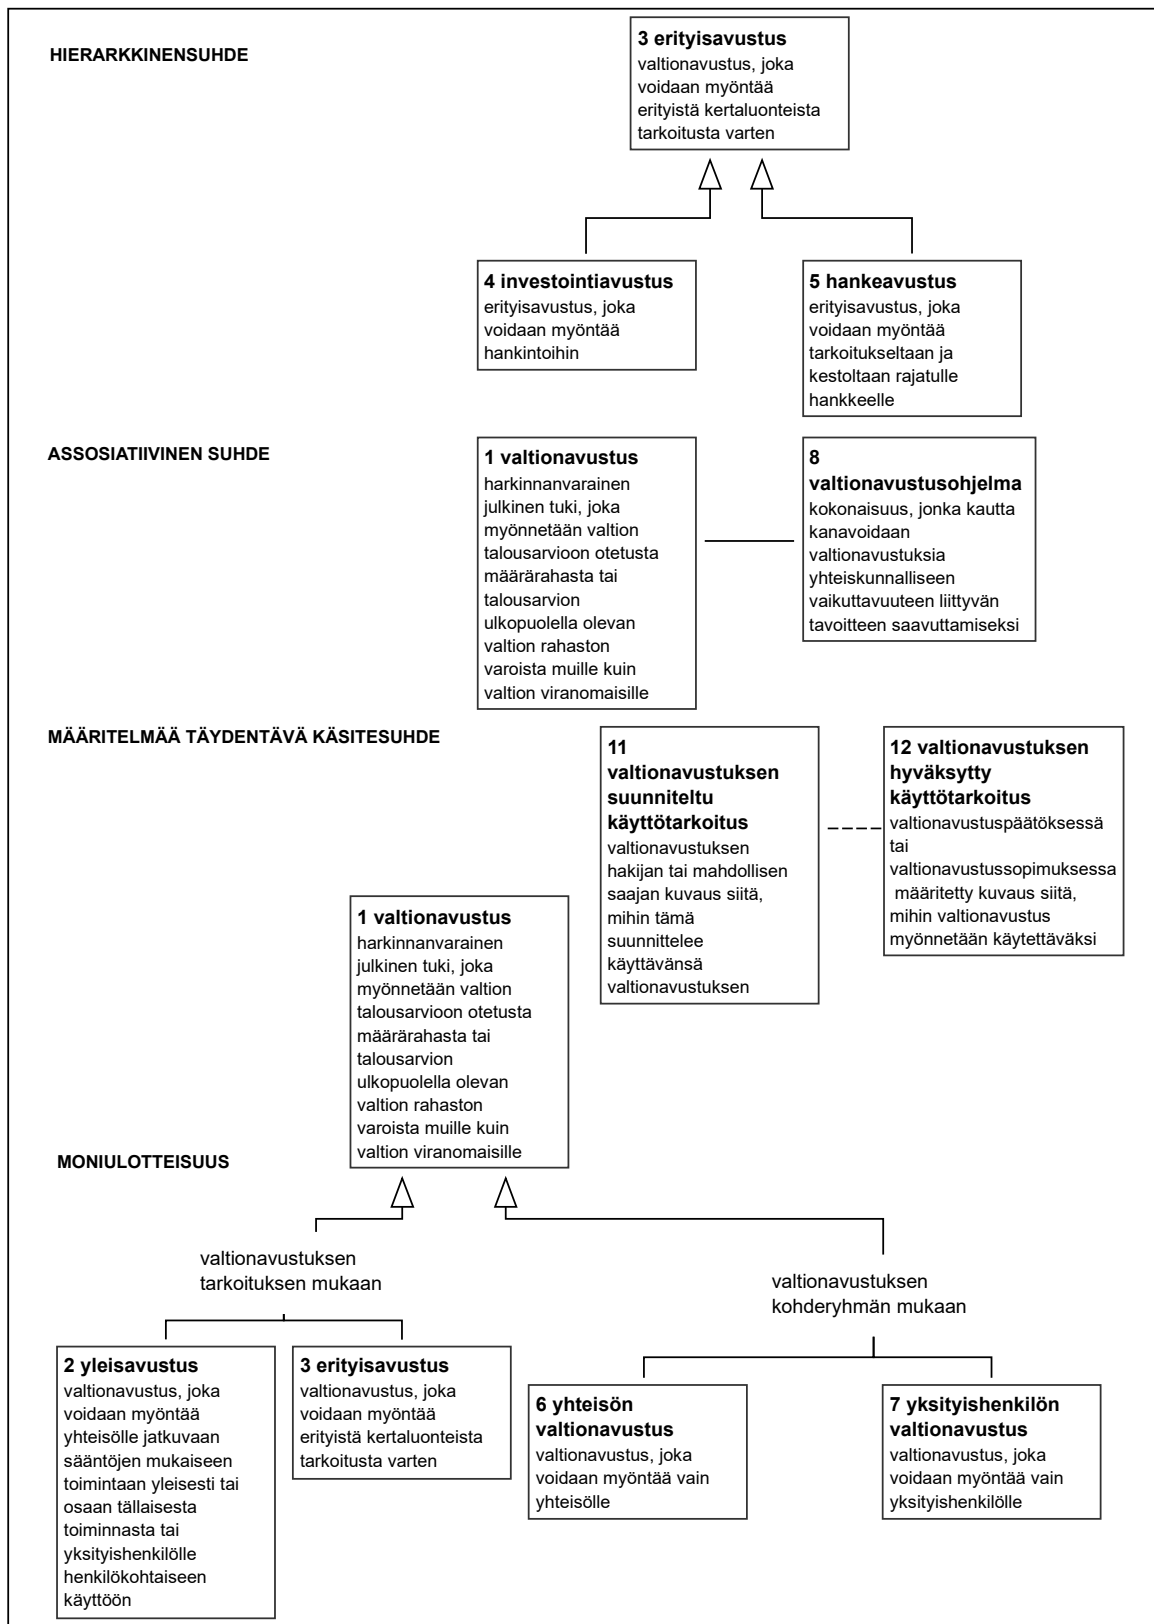 HIERARKKINENSUHDE
3 erityisavustus
valtionavustus, joka
voidaan myöntää
erityistä kertaluonteista
tarkoitusta varten
4 investointiavustus
erityisavustus, joka
voidaan myöntää
hankintoihin
5 hankeavustus
erityisavustus, joka
voidaan myöntää
tarkoitukseltaan ja
kestoltaan rajatulle
hankkeelle
ASSOSIATIIVINEN SUHDE
1 valtionavustus
harkinnanvarainen
julkinen tuki, joka
myönnetään valtion
talousarvioon otetusta
määrärahasta tai
talousarvion
ulkopuolella olevan
valtion rahaston
varoista muille kuin
valtion viranomaisille
8
valtionavustusohjelma
kokonaisuus, jonka kautta
kanavoidaan
valtionavustuksia
yhteiskunnalliseen
vaikuttavuuteen liittyvän
tavoitteen saavuttamiseksi
MÄÄRITELMÄÄ TÄYDENTÄVÄ KÄSITESUHDE
11
valtionavustuksen
suunniteltu
käyttötarkoitus
valtionavustuksen
hakijan tai mahdollisen
saajan kuvaus siitä,
mihin tämä
suunnittelee
käyttävänsä
valtionavustuksen
12 valtionavustuksen
hyväksytty
käyttötarkoitus
valtionavustuspäätöksessä
tai
valtionavustussopimuksessa
määritetty kuvaus siitä,
mihin valtionavustus
myönnetään käytettäväksi
MONIULOTTEISUUS
1 valtionavustus
harkinnanvarainen
julkinen tuki, joka
myönnetään valtion
talousarvioon otetusta
määrärahasta tai
talousarvion
ulkopuolella olevan
valtion rahaston
varoista muille kuin
valtion viranomaisille
valtionavustuksen
tarkoituksen mukaan
valtionavustuksen
kohderyhmän mukaan
2 yleisavustus
valtionavustus, joka
voidaan myöntää
yhteisölle jatkuvaan
sääntöjen mukaiseen
toimintaan yleisesti tai
osaan tällaisesta
toiminnasta tai
yksityishenkilölle
henkilökohtaiseen
käyttöön
3 erityisavustus
valtionavustus, joka
voidaan myöntää
erityistä kertaluonteista
tarkoitusta varten
6 yhteisön
valtionavustus
valtionavustus, joka
voidaan myöntää vain
yhteisölle
7 yksityishenkilön
valtionavustus
valtionavustus, joka
voidaan myöntää vain
yksityishenkilölle